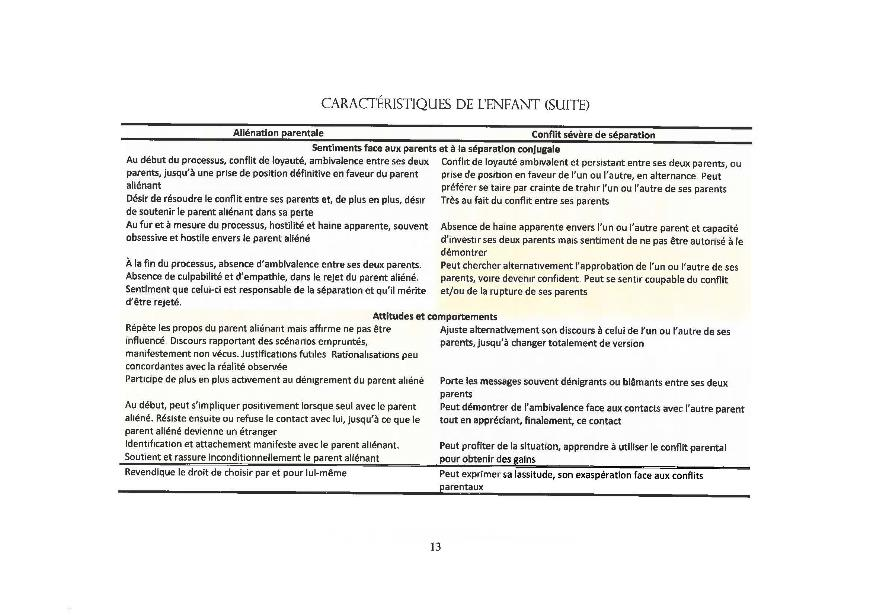 CARACTÉRISTIQUES DE L'ENFANT (SUITE)
Aliénation parentale
Conflit sévère de séparation
Sentiments face aux parents et à la séparation conjugale
Au début du processus, conflit de loyauté, ambivalence entre ses deux
parents, jusqu'à une prise de position définitive en faveur du parent
aliénant
Conflit de loyauté ambivalent et persistant entre ses deux parents, ou
prise de position en faveur de l'un ou l'autre, en alternance. Peut
préférer se taire par crainte de trahir l'un ou l'autre de ses parents
Désir de résoudre le conflit entre ses parents et, de plus en plus, désir
de soutenir le parent aliénant dans sa perte
Très au fait du conflit entre ses parents
Au fur et à mesure du processus, hostilité et haine apparente, souvent
obsessive et hostile envers le parent aliéné
Absence de haine apparente envers l'un ou l'autre parent et capacité
d'investir ses deux parents mais sentiment de ne pas être autorisé à le
démontrer
À la fin du processus, absence d'ambivalence entre ses deux parents.
Absence de culpabilité et d'empathie, dans le rejet du parent aliéné.
Sentiment que celui-ci est responsable de la séparation et qu'il mérite
d'être rejeté.
Peut chercher alternativement l'approbation de l'un ou l'autre de ses
parents, voire devenir confident. Peut se sentir coupable du conflit
et/ou de la rupture de ses parents
Attitudes et comportements
Répète les propos du parent aliénant mais affirme ne pas être
influencé. Discours rapportant des scénarios empruntés,
manifestement non vécus. Justifications futiles Rationalisations peu
concordantes avec la réalité observée
Ajuste alternativement son discours à celui de l'un ou l'autre de ses
parents, jusqu'à changer totalement de version
Participe de plus en plus activement au dénigrement du parent aliéné
Porte les messages souvent dénigrants ou blâmants entre ses deux
parents
Au début, peut s'impliquer positivement lorsque seul avec le parent
aliéné. Résiste ensuite ou refuse le contact avec lui, jusqu'à ce que le
parent aliéné devienne un étranger
Peut démontrer de l'ambivalence face aux contacts avec l'autre parent
tout en appréciant, finalement, ce contact
Identification et attachement manifeste avec le parent aliénant.
Soutient et rassure inconditionnellement le parent aliénant
Peut profiter de la situation, apprendre à utiliser le conflit parental
pour obtenir des gains
Revendique le droit de choisir par et pour lui-même
Peut exprimer sa lassitude, son exaspération face aux conflits
parentaux
13